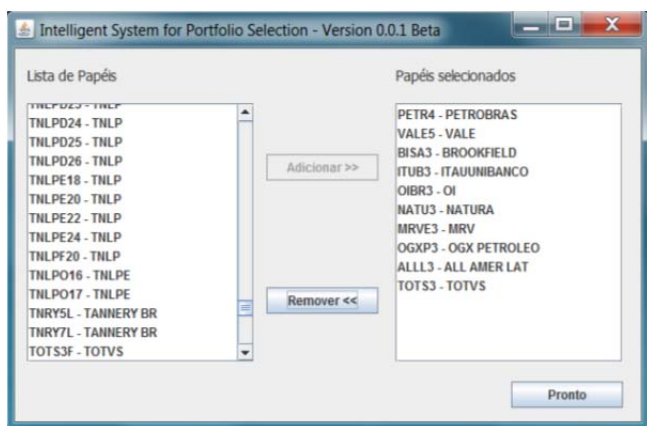 Intelligent System for Portfolio Selection - Version 0.0.1 Beta
Lista de Papéis
TNLPD23 - TNLP
TNLPD24 - TNLP
TNLPD25 - TNLP
TNLPD26 - TNLP
TNLPE18 - TNLP
TNLPE20 - TNLP
TNLPE22 - TNLP
TNLPE24 - TNLP
TNLPF20 - TNLP
TNLPO16 - TNLPE
TNLPO17 - TNLPE
TNRY5L - TANNERY BR
TNRY7L - TANNERY BR
TOTS3F - TOTVS
Adicionar >>
Remover <<
Papéis selecionados
PETR4 - PETROBRAS
VALE5 - VALE
BISA3 - BROOKFIELD
ITUB3 - ITAUUNIBANCO
OIBR3 - OI
NATU3 - NATURA
MRVE3 - MRV
OGXP3 - OGX PETROLEO
ALLL3 - ALL AMER LAT
TOTS3 - TOTVS
Pronto